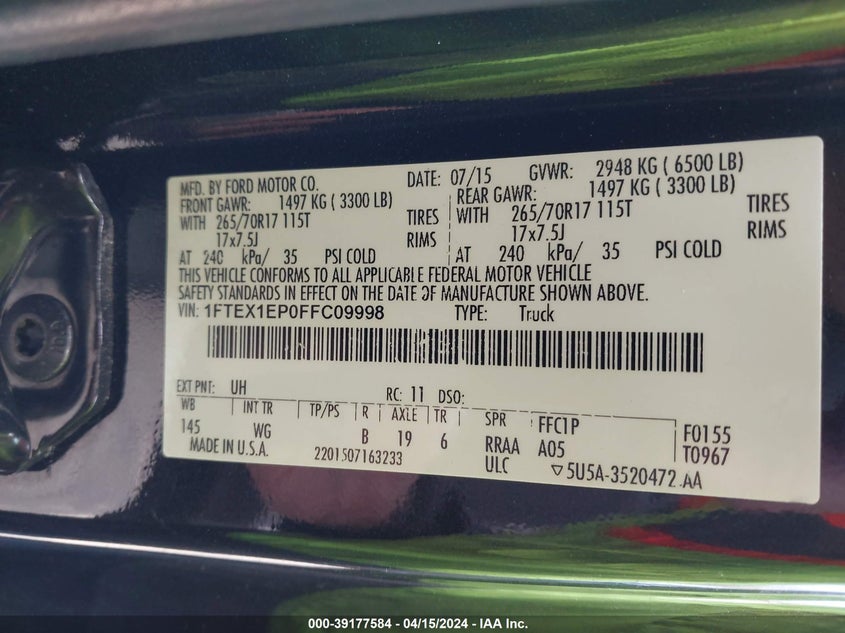 MFD. BY FORD MOTOR CO. DATE: 07/15 GVWR: 2948 KG ( 6500 LB)
FRONT GAWR: 1497 KG ( 3300 LB) REAR GAWR: 1497 KG ( 3300 LB)
WITH 265/70R17 115T TIRES WITH 265/70R17 115T TIRES
17x7.5J RIMS 17x7.5J RIMS
AT 240 kPa/ 35 PSI COLD AT 240 kPa/ 35 PSI COLD
THIS VEHICLE CONFORMS TO ALL APPLICABLE FEDERAL MOTOR VEHICLE
SAFETY STANDARDS IN EFFECT ON THE DATE OF MANUFACTURE SHOWN ABOVE.
VIN: 1FTEX1EP0FFC09998 TYPE: Truck
EXT PNT: UH RC: 11 DSO:
WB INT TR TP/PS R AXLE TR SPR FFC1P F0155
145 WG B 19 6 RRAA A05 T0967
MADE IN U.S.A. 2201507163233 ULC ▽5U5A-3520472 AA
000-39177584 - 04/15/2024 - IAA Inc.